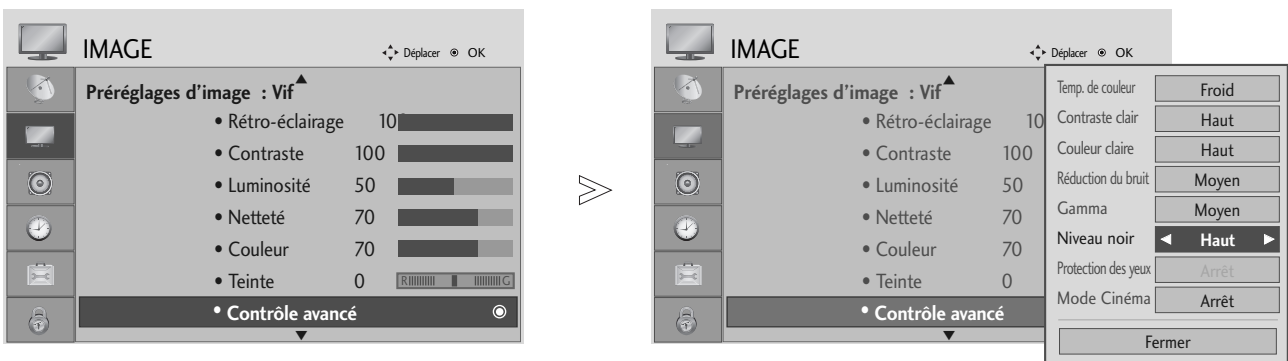 IMAGE
Déplacer OK
Préréglages d'image : Vif
• Rétro-éclairage 10
• Contraste 100
• Luminosité 50
• Netteté 70
• Couleur 70
• Teinte 0 R G
• Contrôle avancé
IMAGE
Déplacer OK
Préréglages d'image : Vif
• Rétro-éclairage 10
• Contraste 100
• Luminosité 50
• Netteté 70
• Couleur 70
• Teinte 0
• Contrôle avancé
Temp. de couleur Froid
Contraste clair Haut
Couleur claire Haut
Réduction du bruit Moyen
Gamma Moyen
Niveau noir ◄ Haut ►
Protection des yeux Arrêt
Mode Cinéma Arrêt
Fermer